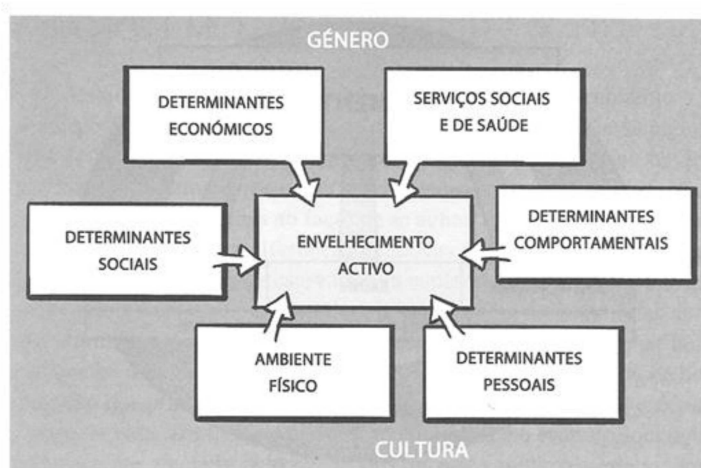 GÉNERO
DETERMINANTES
ECONÓMICOS
SERVIÇOS SOCIAIS
E DE SAÚDE
DETERMINANTES
SOCIAIS
ENVELHECIMENTO
ACTIVO
DETERMINANTES
COMPORTAMENTAIS
AMBIENTE
FÍSICO
DETERMINANTES
PESSOAIS
CULTURA